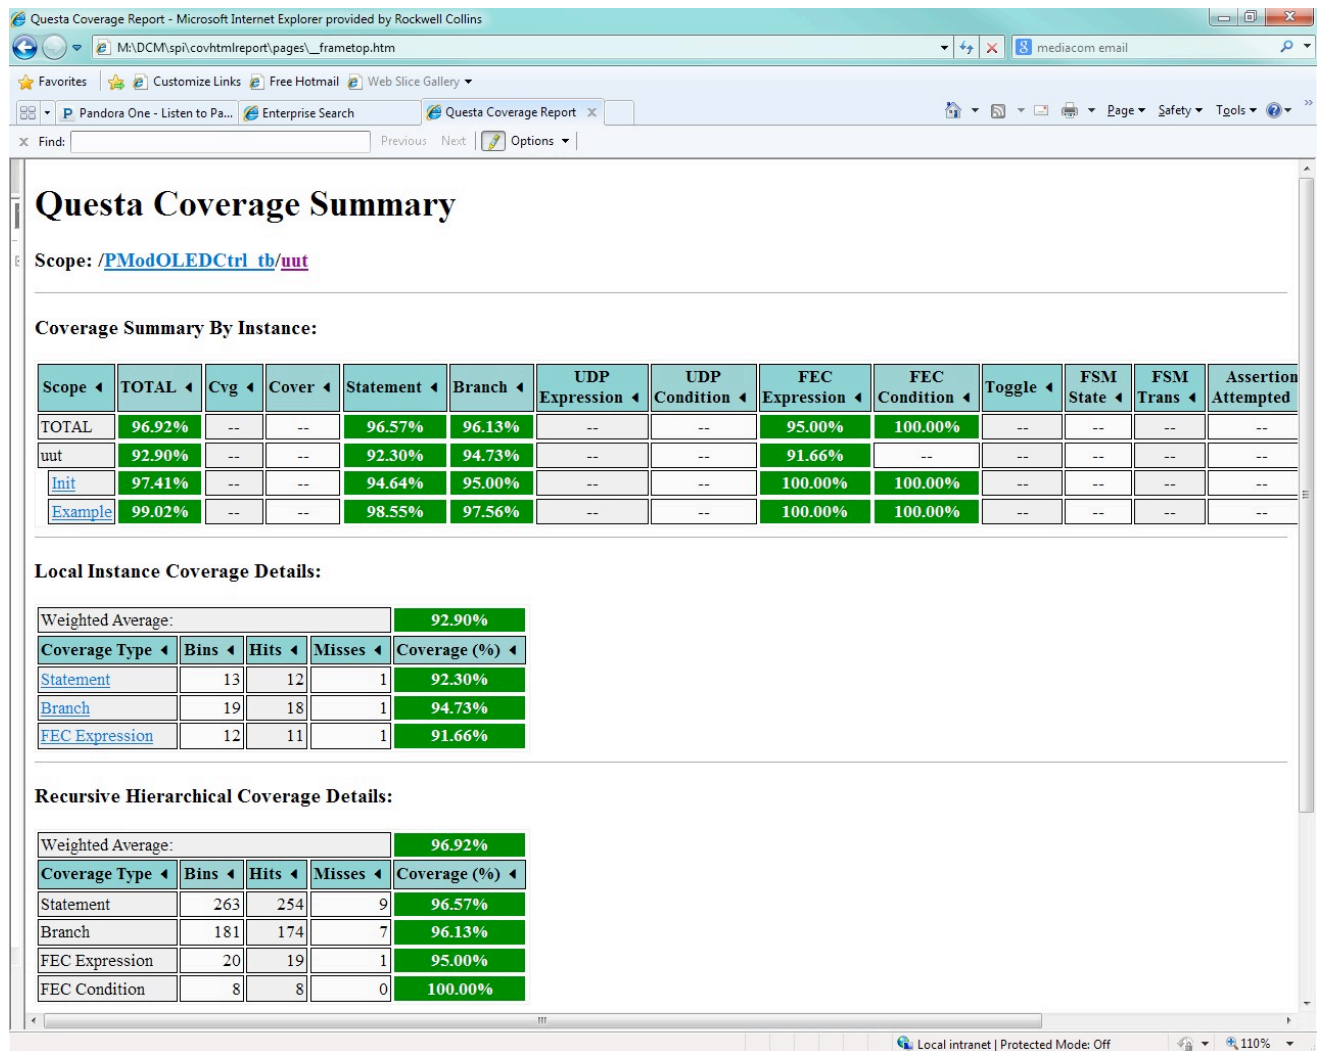 Questa Coverage Report - Microsoft Internet Explorer provided by Rockwell Collins
M:\DCM\spi\covhtmlreport\pages\__frametop.htm mediacom email
Favorites Customize Links Free Hotmail Web Slice Gallery
Pandora One - Listen to Pa... Enterprise Search Questa Coverage Report X Page Safety Tools
x Find: Previous Next Options
Questa Coverage Summary
Scope: /PModOLEDCtrl_tb/uut
Coverage Summary By Instance:
Scope TOTAL Cvg Cover Statement Branch UDP Expression UDP Condition FEC Expression FEC Condition Toggle FSM State FSM Trans Assertion Attempted
TOTAL 96.92% -- -- 96.57% 96.13% -- -- 95.00% 100.00% -- -- -- --
uut 92.90% -- -- 92.30% 94.73% -- -- 91.66% -- -- -- -- --
Init 97.41% -- -- 94.64% 95.00% -- -- 100.00% 100.00% -- -- -- --
Example 99.02% -- -- 98.55% 97.56% -- -- 100.00% 100.00% -- -- -- --
Local Instance Coverage Details:
Weighted Average: 92.90%
Coverage Type Bins Hits Misses Coverage (%)
Statement 13 12 1 92.30%
Branch 19 18 1 94.73%
FEC Expression 12 11 1 91.66%
Recursive Hierarchical Coverage Details:
Weighted Average: 96.92%
Coverage Type Bins Hits Misses Coverage (%)
Statement 263 254 9 96.57%
Branch 181 174 7 96.13%
FEC Expression 20 19 1 95.00%
FEC Condition 8 8 0 100.00%
Local intranet | Protected Mode: Off 110%